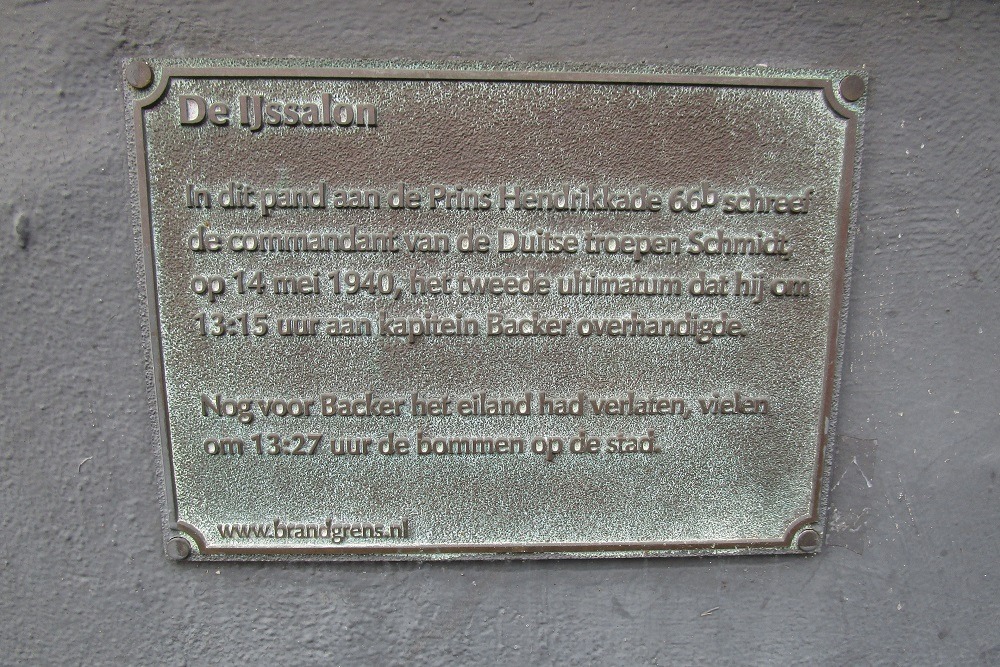 De IJssalon
In dit pand aan de Prins Hendrikkade 66b schreef
de commandant van de Duitse troepen Schmidt,
op 14 mei 1940, het tweede ultimatum dat hij om
13:15 uur aan kapitein Backer overhandigde.
Nog voor Backer het eiland had verlaten, vielen
om 13:27 uur de bommen op de stad.
www.brandgrens.nl